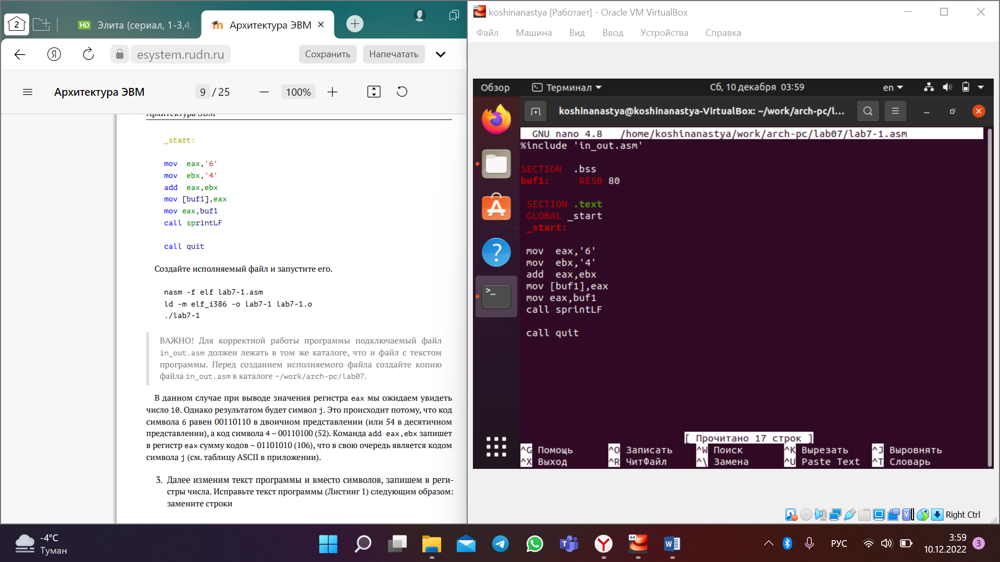 2
HD Элита (сериал, 1-3,4,
Архитектура ЭВМ
esystem.rudn.ru
Сохранить
Напечатать
Архитектура ЭВМ
9 / 25
100%
Архитектура ЭВМ
_start:
mov eax,'6'
mov ebx,'4'
add eax,ebx
mov [buf1],eax
mov eax,buf1
call sprintLF
call quit
Создайте исполняемый файл и запустите его.
nasm -f elf lab7-1.asm
ld -m elf_i386 -o lab7-1 lab7-1.o
./lab7-1
ВАЖНО! Для корректной работы программы подключаемый файл
in_out.asm должен лежать в том же каталоге, что и файл с текстом
программы. Перед созданием исполняемого файла создайте копию
файла in_out.asm в каталоге ~/work/arch-pc/lab07.
В данном случае при выводе значения регистра eax мы ожидаем увидеть
число 10. Однако результатом будет символ j. Это происходит потому, что код
символа 6 равен 00110110 в двоичном представлении (или 54 в десятичном
представлении), а код символа 4 – 00110100 (52). Команда add eax,ebx запишет
в регистр eax сумму кодов – 01101010 (106), что в свою очередь является кодом
символа j (см. таблицу ASCII в приложении).
3. Далее изменим текст программы и вместо символов, запишем в реги-
стры числа. Исправьте текст программы (Листинг 1) следующим образом:
замените строки
64
koshinanastya [Работает] - Oracle VM VirtualBox
Файл Машина Вид Ввод Устройства Справка
Обзор
Терминал
Сб, 10 декабря 03:59
en
koshinanastya@koshinanastya-VirtualBox: ~/work/arch-pc/l...
GNU nano 4.8 /home/koshinanastya/work/arch-pc/lab07/lab7-1.asm
%include 'in_out.asm'
SECTION .bss
buf1: RESB 80
SECTION .text
GLOBAL _start
_start:
mov eax,'6'
mov ebx,'4'
add eax,ebx
mov [buf1],eax
mov eax,buf1
call sprintLF
call quit
[ Прочитано 17 строк ]
^G Помощь ^O Записать ^W Поиск ^K Вырезать ^J Выровнять
^X Выход ^R ЧитФайл ^\ Замена ^U Paste Text ^T Словарь
Right Ctrl
-4°C
Туман
64
РУС
3:59
10.12.2022
3